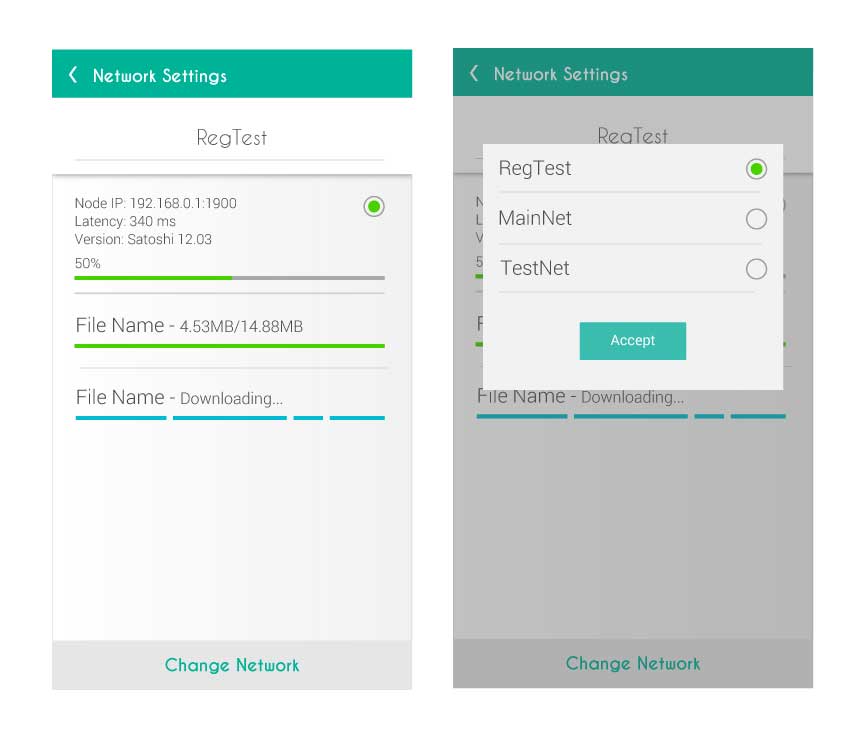 Network Settings
RegTest
Node IP: 192.168.0.1:1900
Latency: 340 ms
Version: Satoshi 12.03
50%
File Name - 4.53MB/14.88MB
File Name - Downloading...
Change Network
Network Settings
RegTest
N
L
V
5
RegTest
MainNet
TestNet
Accept
F
File Name - Downloading...
Change Network